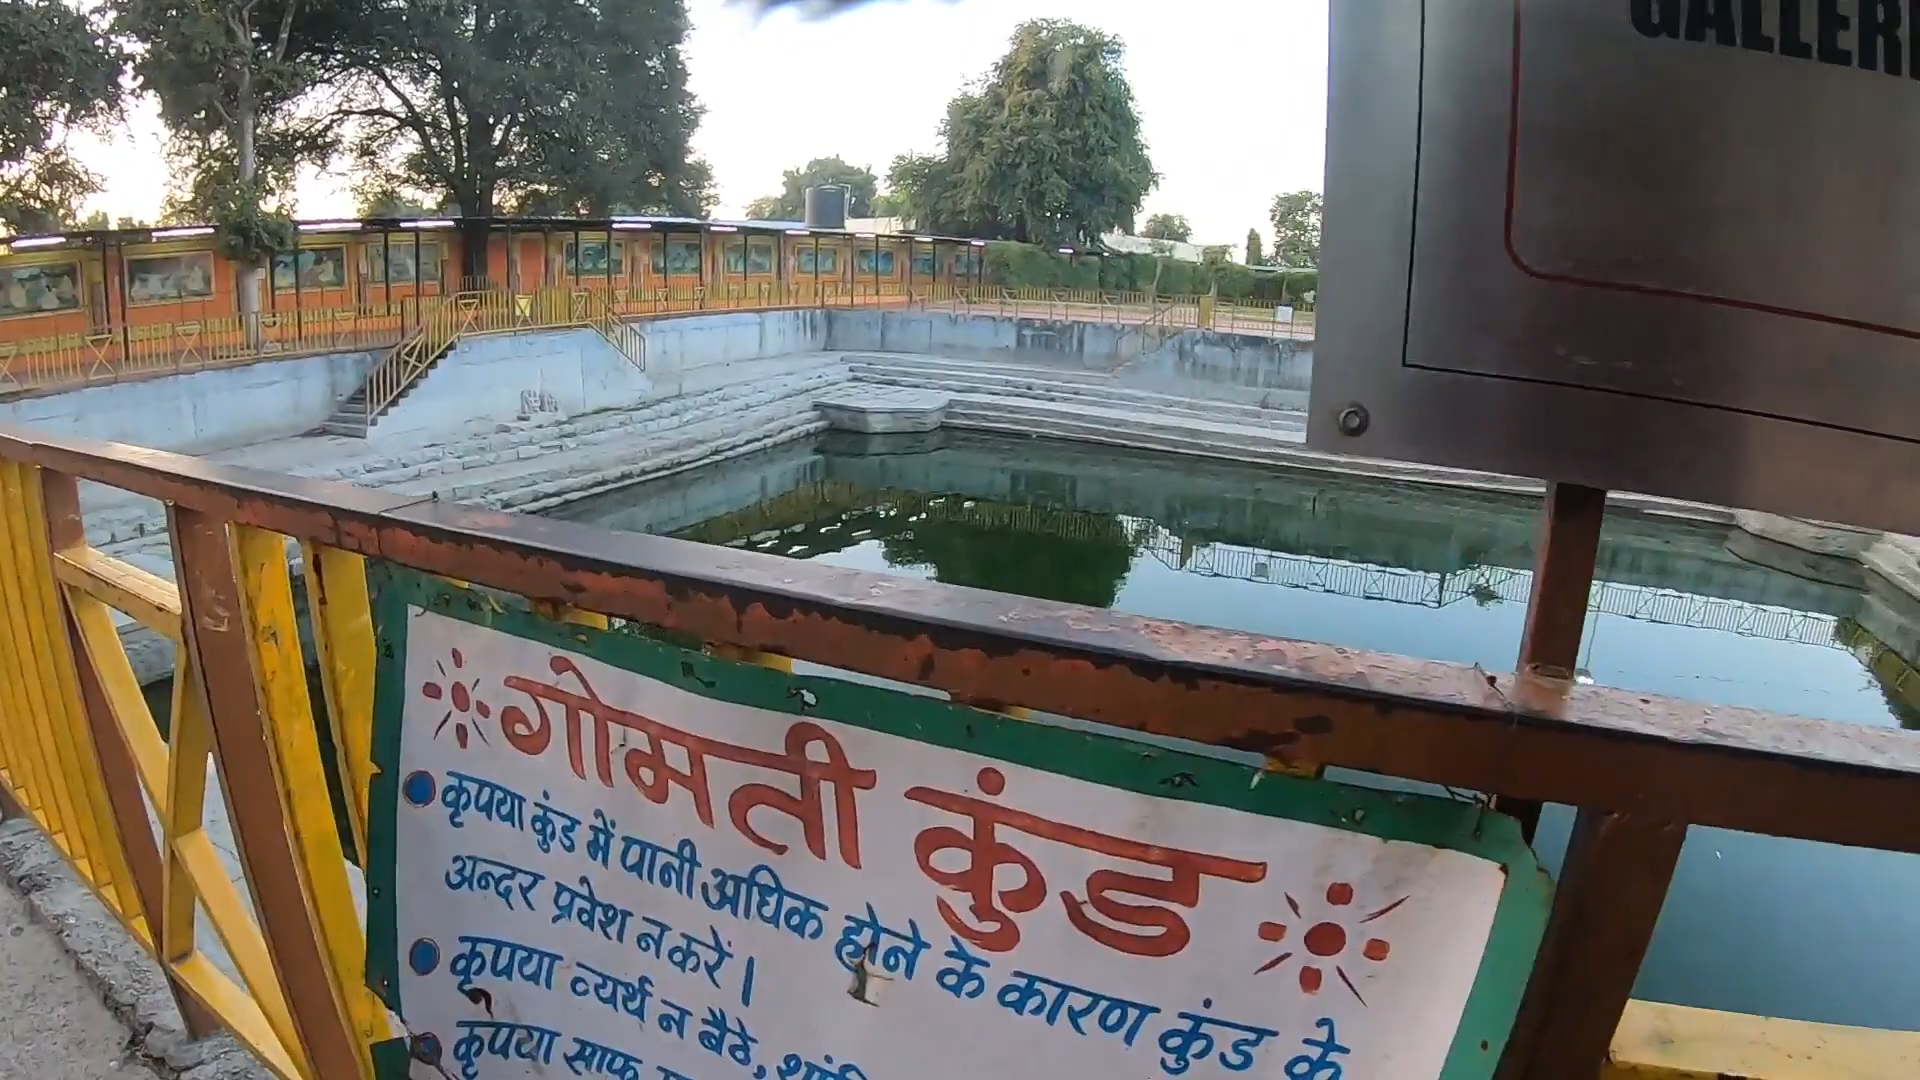 GALLER
गोमती कुंड
कृपया कुंड में पानी अधिक होने के कारण कुंड के
अन्दर प्रवेश न करें।
कृपया व्यर्थ न बैठे,
कृपया साफ